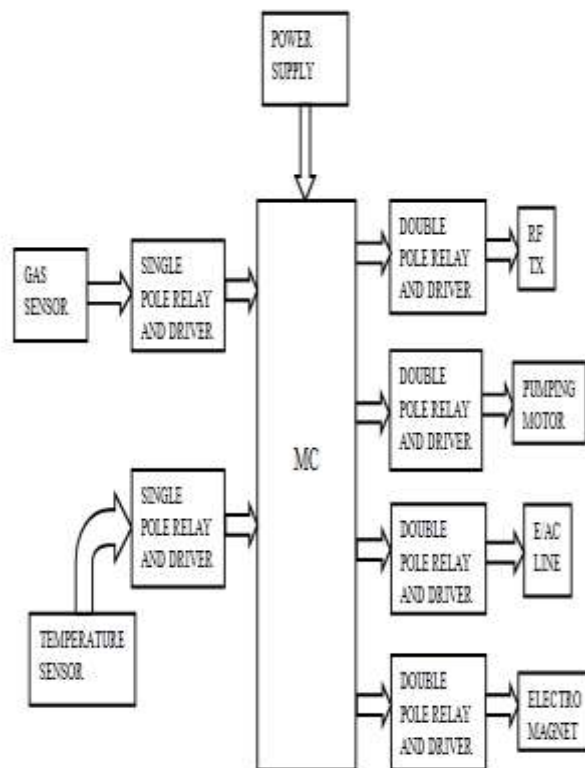 POWER
SUPPLY
GAS
SENSOR
SINGLE
POLE RELAY
AND DRIVER
SINGLE
POLE RELAY
AND DRIVER
TEMPERATURE
SENSOR
MC
DOUBLE
POLE RELAY
AND DRIVER
RF
TX
DOUBLE
POLE RELAY
AND DRIVER
PUMPING
MOTOR
DOUBLE
POLE RELAY
AND DRIVER
E/AC
LINE
DOUBLE
POLE RELAY
AND DRIVER
ELECTRO
MAGNET